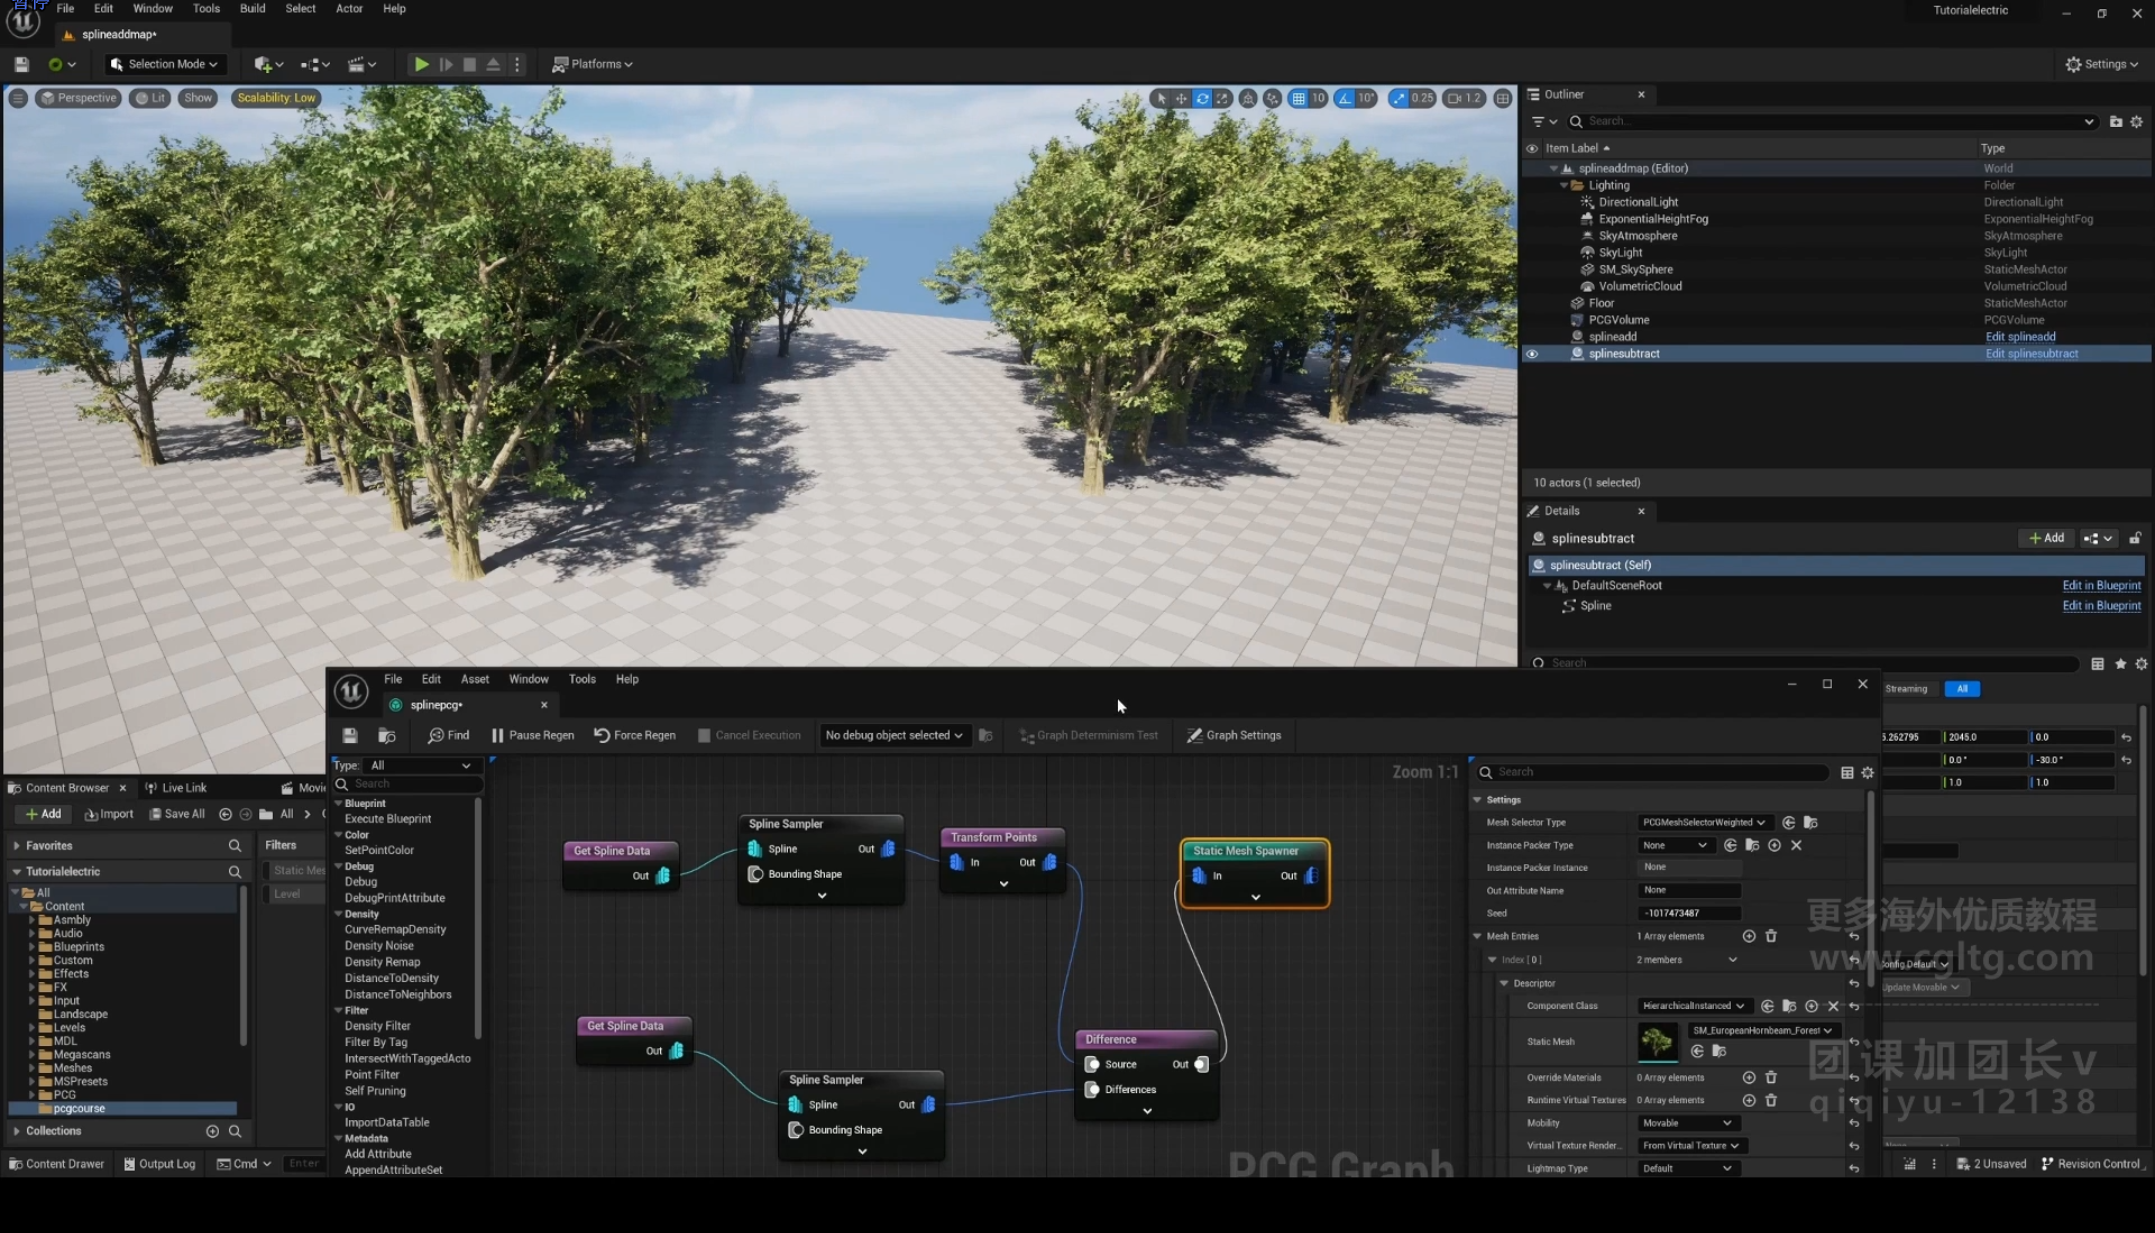 暂停
File Edit Window Tools Build Select Actor Help
Tutorialelectric
splineaddmap*
Selection Mode
Platforms
Settings
Perspective Lit Show Scalability: Low
10 10° 0.25 1.2
Outliner
Search...
Item Label Type
splineaddmap (Editor) World
Lighting Folder
DirectionalLight DirectionalLight
ExponentialHeightFog ExponentialHeightFog
SkyAtmosphere SkyAtmosphere
SkyLight SkyLight
SM_SkySphere StaticMeshActor
VolumetricCloud VolumetricCloud
Floor StaticMeshActor
PCGVolume PCGVolume
splineadd Edit splineadd
splinesubtract Edit splinesubtract
10 actors (1 selected)
Details
splinesubtract
Add
splinesubtract (Self)
DefaultSceneRoot Edit in Blueprint
Spline Edit in Blueprint
Search
Streaming All
5.262795 2045.0 0.0
0.0° -30.0°
1.0 1.0
File Edit Asset Window Tools Help
splinepcg*
Find Pause Regen Force Regen Cancel Execution No debug object selected Graph Determinism Test Graph Settings
Type: All
Search
Blueprint
Execute Blueprint
Color
SetPointColor
Debug
Debug
DebugPrintAttribute
Density
CurveRemapDensity
Density Noise
Density Remap
DistanceToDensity
DistanceToNeighbors
Filter
Density Filter
Filter By Tag
IntersectWithTaggedActo
Point Filter
Self Pruning
IO
ImportDataTable
Metadata
Add Attribute
AppendAttributeSet
Zoom 1:1
Get Spline Data
Out
Spline Sampler
Spline Out
Bounding Shape
Transform Points
In Out
Static Mesh Spawner
In Out
Get Spline Data
Out
Spline Sampler
Spline Out
Bounding Shape
Difference
Source Out
Differences
PCG Graph
Search
Settings
Mesh Selector Type PCGMeshSelectorWeighted
Instance Packer Type None
Instance Packer Instance None
Out Attribute Name None
Seed -1017473487
Mesh Entries 1 Array elements
Index [ 0 ] 2 members
Descriptor
Component Class HierarchicalInstanced
Static Mesh SM_EuropeanHornbeam_Forest
Override Materials 0 Array elements
Runtime Virtual Textures 0 Array elements
Mobility Movable
Virtual Texture Render... From Virtual Texture
Lightmap Type Default
Config Default
Update Movable
更多海外优质教程
www.cgltg.com
团课加团长v
qiqiyu-12138
Content Browser Live Link Movi
Add Import Save All All
Favorites
Filters
Tutorialelectric
Static Mes
Level
All
Content
Asmbly
Audio
Blueprints
Custom
Effects
FX
Input
Landscape
Levels
MDL
Megascans
Meshes
MSPresets
PCG
pcgcourse
Collections
Content Drawer Output Log Cmd Enter
2 Unsaved Revision Control